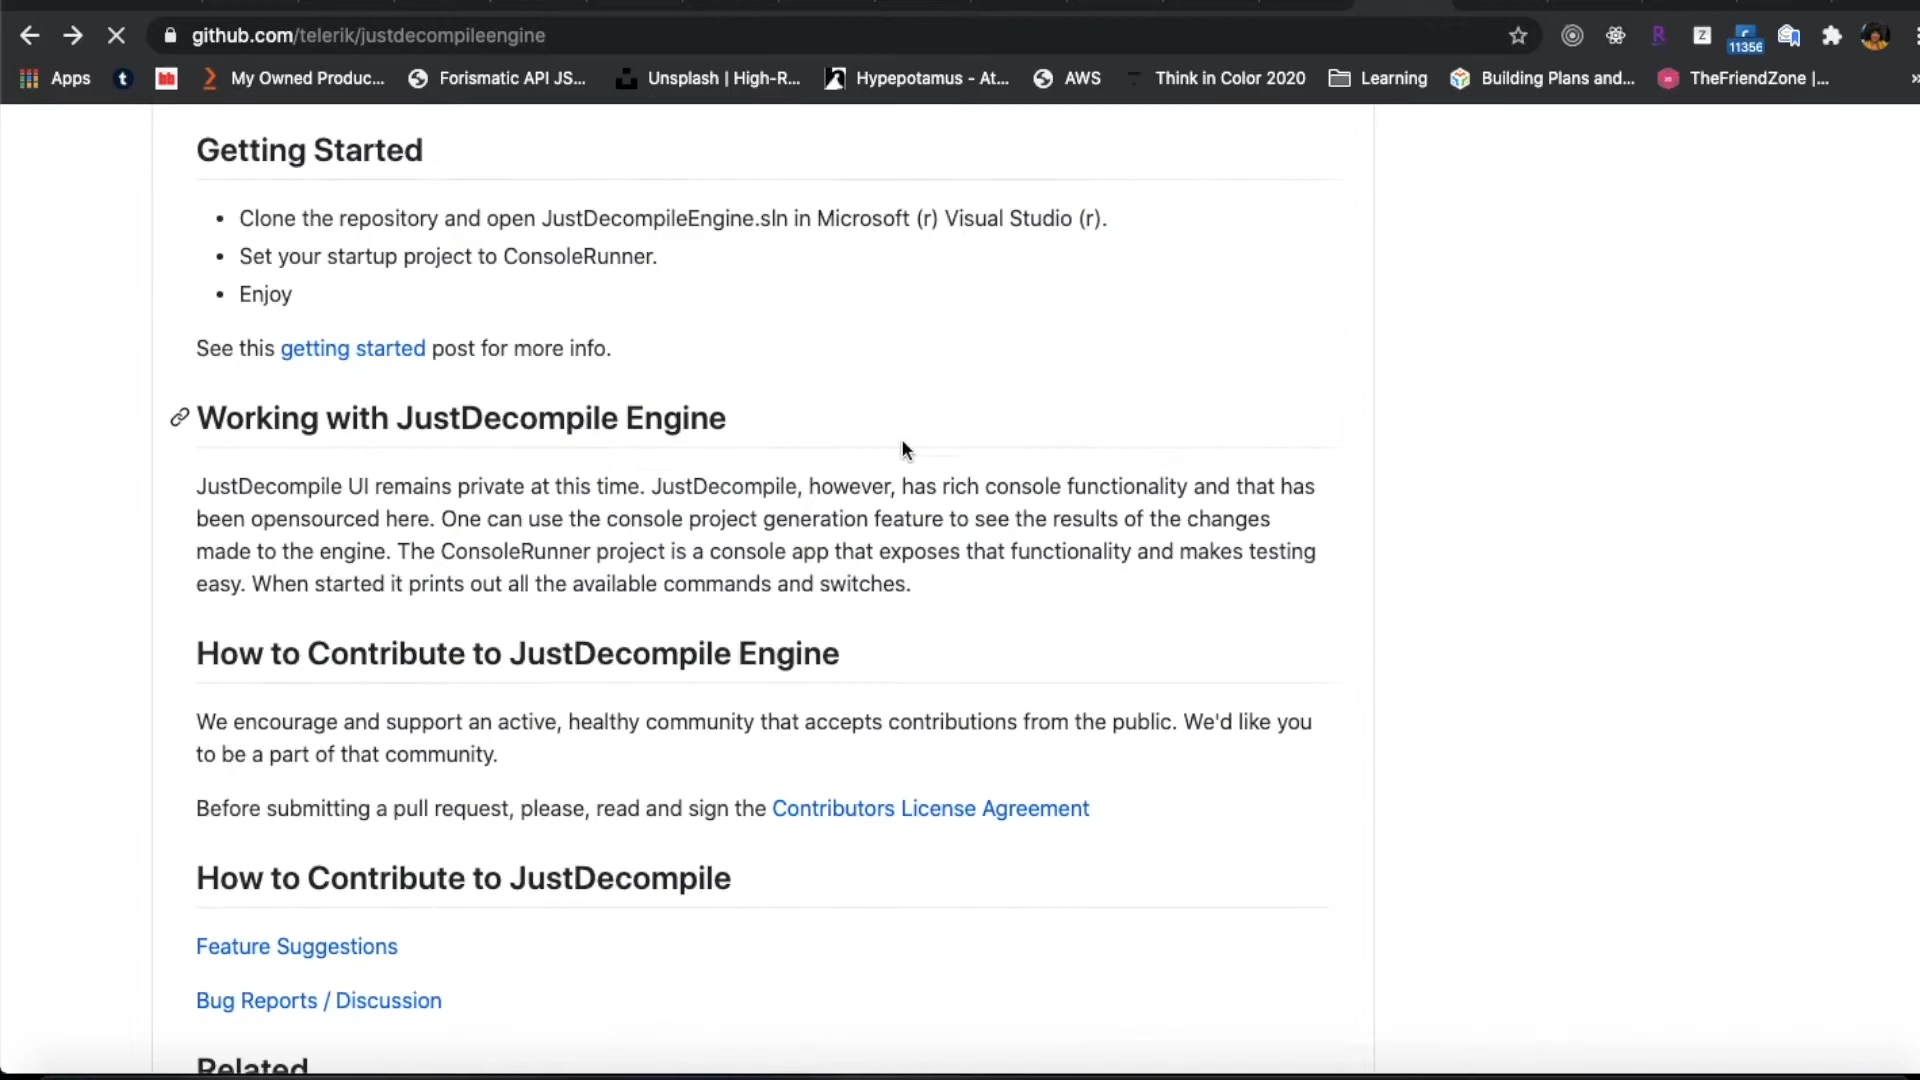 github.com/telerik/justdecompileengine
11356
Apps
My Owned Produc...
Forismatic API JS...
Unsplash | High-R...
Hypepotamus - At...
AWS
Think in Color 2020
Learning
Building Plans and...
TheFriendZone |...
Getting Started
• Clone the repository and open JustDecompileEngine.sln in Microsoft (r) Visual Studio (r).
• Set your startup project to ConsoleRunner.
• Enjoy
See this getting started post for more info.
Working with JustDecompile Engine
JustDecompile UI remains private at this time. JustDecompile, however, has rich console functionality and that has
been opensourced here. One can use the console project generation feature to see the results of the changes
made to the engine. The ConsoleRunner project is a console app that exposes that functionality and makes testing
easy. When started it prints out all the available commands and switches.
How to Contribute to JustDecompile Engine
We encourage and support an active, healthy community that accepts contributions from the public. We'd like you
to be a part of that community.
Before submitting a pull request, please, read and sign the Contributors License Agreement
How to Contribute to JustDecompile
Feature Suggestions
Bug Reports / Discussion
Related